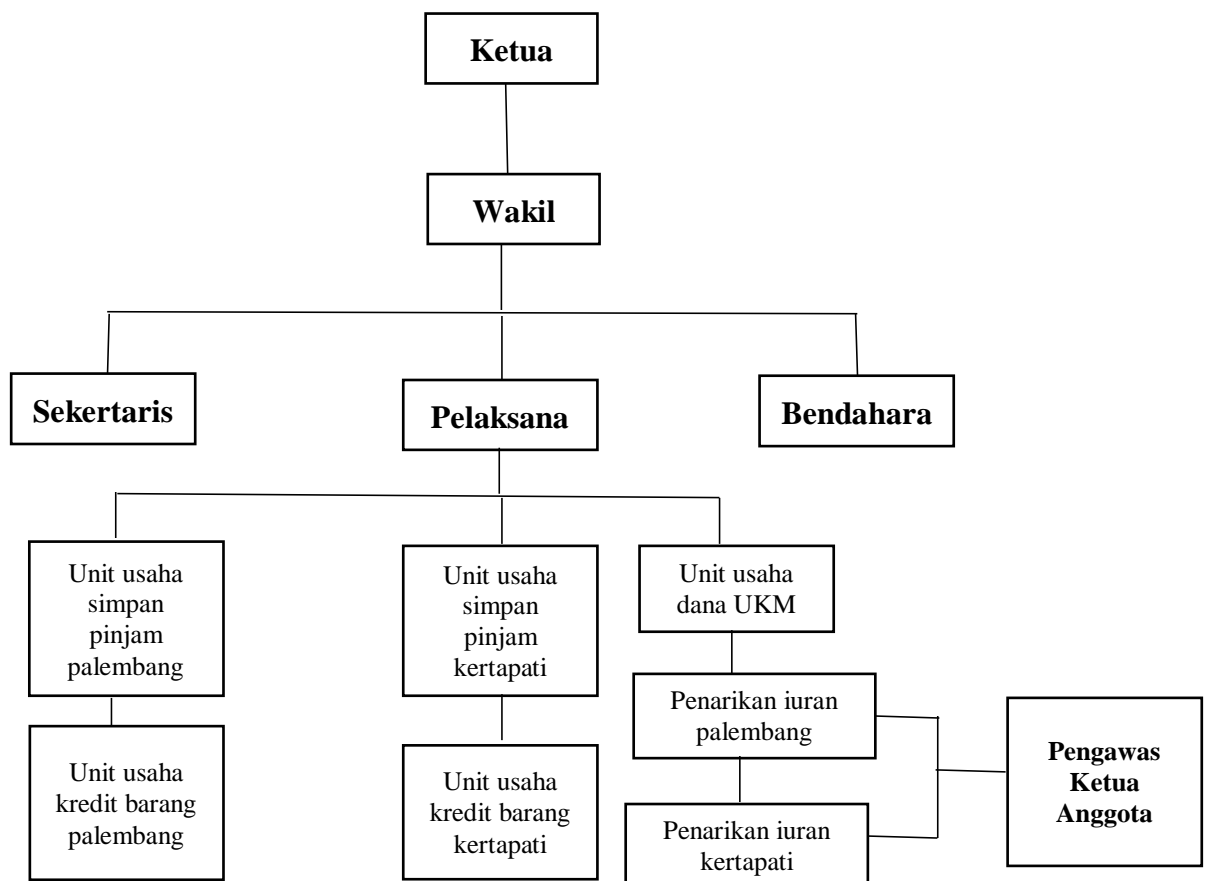 Ketua
Wakil
Sekertaris
Pelaksana
Bendahara
Unit usaha
simpan
pinjam
palembang
Unit usaha
simpan
pinjam
kertapati
Unit usaha
dana UKM
Penarikan iuran
palembang
Pengawas
Ketua
Anggota
Unit usaha
kredit barang
palembang
Unit usaha
kredit barang
kertapati
Penarikan iuran
kertapati